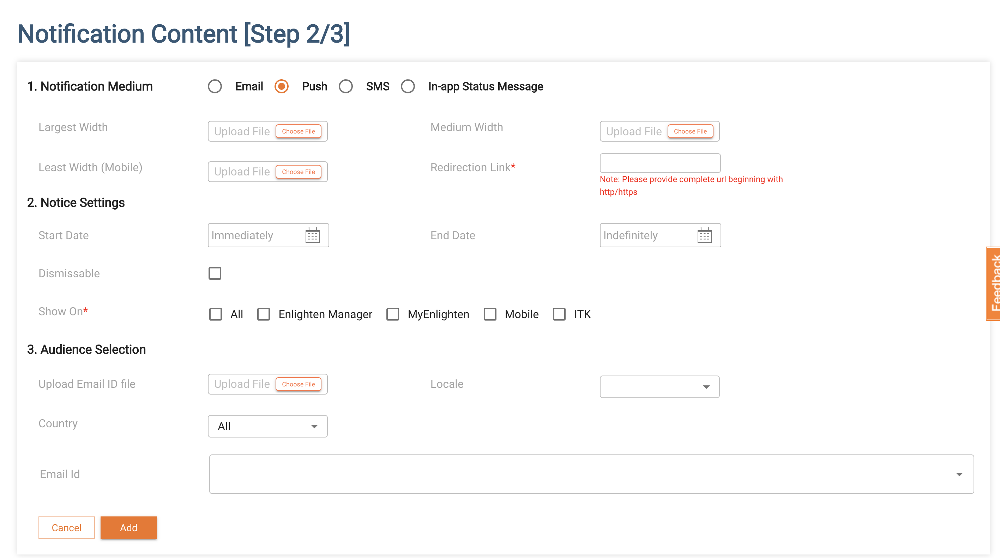 Notification Content [Step 2/3]
1. Notification Medium
Email
Push
SMS
In-app Status Message
Largest Width
Upload File
Choose File
Medium Width
Upload File
Choose File
Least Width (Mobile)
Upload File
Choose File
Redirection Link*
Note: Please provide complete url beginning with
http/https
2. Notice Settings
Start Date
Immediately
End Date
Indefinitely
Dismissable
Show On*
All
Enlighten Manager
MyEnlighten
Mobile
ITK
Feedback
3. Audience Selection
Upload Email ID file
Upload File
Choose File
Locale
Country
All
Email Id
Cancel
Add